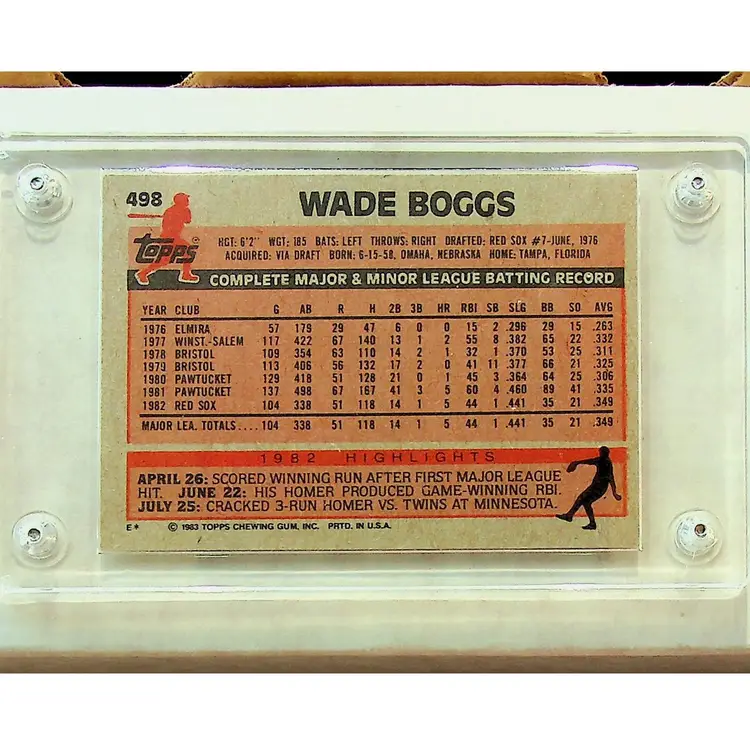 498 WADE BOGGS
TOPPS
HGT: 6'2" WGT: 185 BATS: LEFT THROWS: RIGHT DRAFTED: RED SOX #7-JUNE, 1976
ACQUIRED: VIA DRAFT BORN: 6-15-58, OMAHA, NEBRASKA HOME: TAMPA, FLORIDA
COMPLETE MAJOR & MINOR LEAGUE BATTING RECORD
YEAR CLUB G AB R H 2B 3B HR RBI SB SLG BB SO AVG
1976 ELMIRA 57 179 29 47 6 0 0 15 2 .296 29 15 .263
1977 WINST.-SALEM 117 422 67 140 13 1 2 55 8 .382 65 22 .332
1978 BRISTOL 109 354 63 110 14 2 1 32 1 .370 53 25 .311
1979 BRISTOL 113 406 56 132 17 2 0 41 11 .377 66 21 .325
1980 PAWTUCKET 129 418 51 128 21 0 1 45 3 .364 64 25 .306
1981 PAWTUCKET 137 498 67 167 41 3 5 60 4 .460 89 41 .335
1982 RED SOX 104 338 51 118 14 1 5 44 1 .441 35 21 .349
MAJOR LEA. TOTALS.... 104 338 51 118 14 1 5 44 1 .441 35 21 .349
1982 HIGHLIGHTS
APRIL 26: SCORED WINNING RUN AFTER FIRST MAJOR LEAGUE
HIT. JUNE 22: HIS HOMER PRODUCED GAME-WINNING RBI.
JULY 25: CRACKED 3-RUN HOMER VS. TWINS AT MINNESOTA.
E* © 1983 TOPPS CHEWING GUM, INC. PRTD. IN U.S.A.